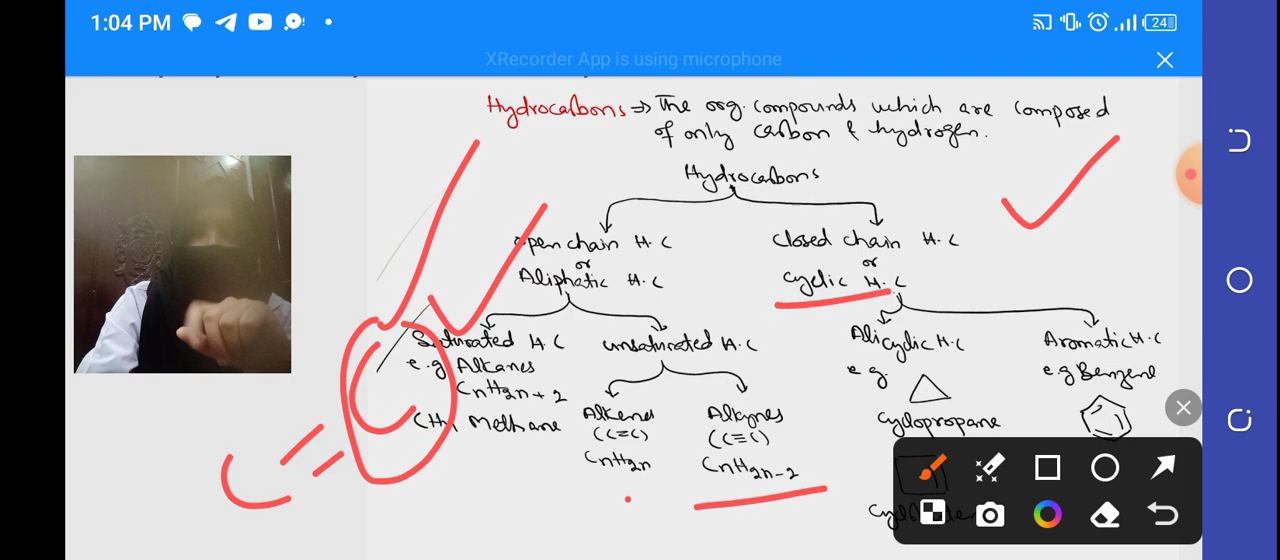 1:04 PM
24
XRecorder App is using microphone
Hydrocarbons → The org. compounds which are composed
of only carbon & hydrogen.
Hydrocarbons
open chain H.C
or
Aliphatic H.C
Closed chain H.C
or
Cyclic H.C
Saturated H.C
e.g Alkanes
CnH2n+2
CH4 Methane
unsaturated H.C
Alkenes
(C=C)
CnH2n
Alkynes
(C≡C)
CnH2n-2
Alicyclic H.C
e.g.
Cyclopropane
Aromatic H.C
e.g Benzene
C=C